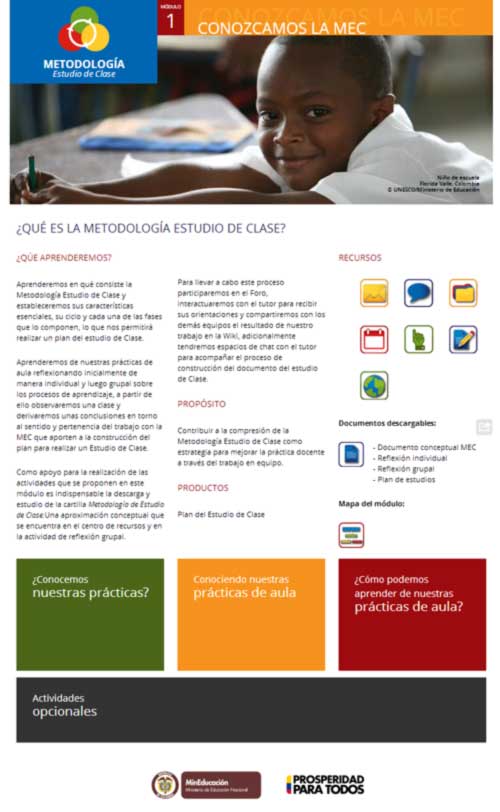 METODOLOGÍA
Estudio de Clase
MÓDULO
1
CONOZCAMOS LA MEC
CONOZCAMOS LA MEC
Niño de escuela
Florida Valle, Colombia
© UNESCO/Ministerio de Educación
¿QUÉ ES LA METODOLOGÍA ESTUDIO DE CLASE?
¿QUÉ APRENDEREMOS?
Aprenderemos en qué consiste la
Metodología Estudio de Clase y
estableceremos sus características
esenciales, su ciclo y cada una de las fases
que lo componen, lo que nos permitirá
realizar un plan del estudio de Clase.
Aprenderemos de nuestras prácticas de
aula reflexionando inicialmente de
manera individual y luego grupal sobre
los procesos de aprendizaje, a partir de
ello observaremos una clase y
derivaremos unas conclusiones en torno
al sentido y pertenencia del trabajo con la
MEC que aporten a la construcción del
plan para realizar un Estudio de Clase.
Como apoyo para la realización de las
actividades que se proponen en este
módulo es indispensable la descarga y
estudio de la cartilla Metodología de Estudio
de Clase.Una aproximación conceptual que
se encuentra en el centro de recursos y en
la actividad de reflexión grupal.
Para llevar a cabo este proceso
participaremos en el Foro,
interactuaremos con el tutor para recibir
sus orientaciones y compartiremos con los
demás equipos el resultado de nuestro
trabajo en la Wiki, adicionalmente
tendremos espacios de chat con el tutor
para acompañar el proceso de
construcción del documento del estudio
de Clase.
PROPÓSITO
Contribuir a la compresión de la
Metodología Estudio de Clase como
estrategia para mejorar la práctica docente
a través del trabajo en equipo.
PRODUCTOS
Plan del Estudio de Clase
RECURSOS
Documentos descargables:
- Documento conceptual MEC
- Reflexión individual
- Reflexión grupal
- Plan de estudios
Mapa del módulo:
¿Conocemos
nuestras prácticas?
Conociendo nuestras
prácticas de aula
¿Cómo podemos
aprender de nuestras
prácticas de aula?
Actividades
opcionales
MinEducación
Ministerio de Educación Nacional
PROSPERIDAD
PARA TODOS